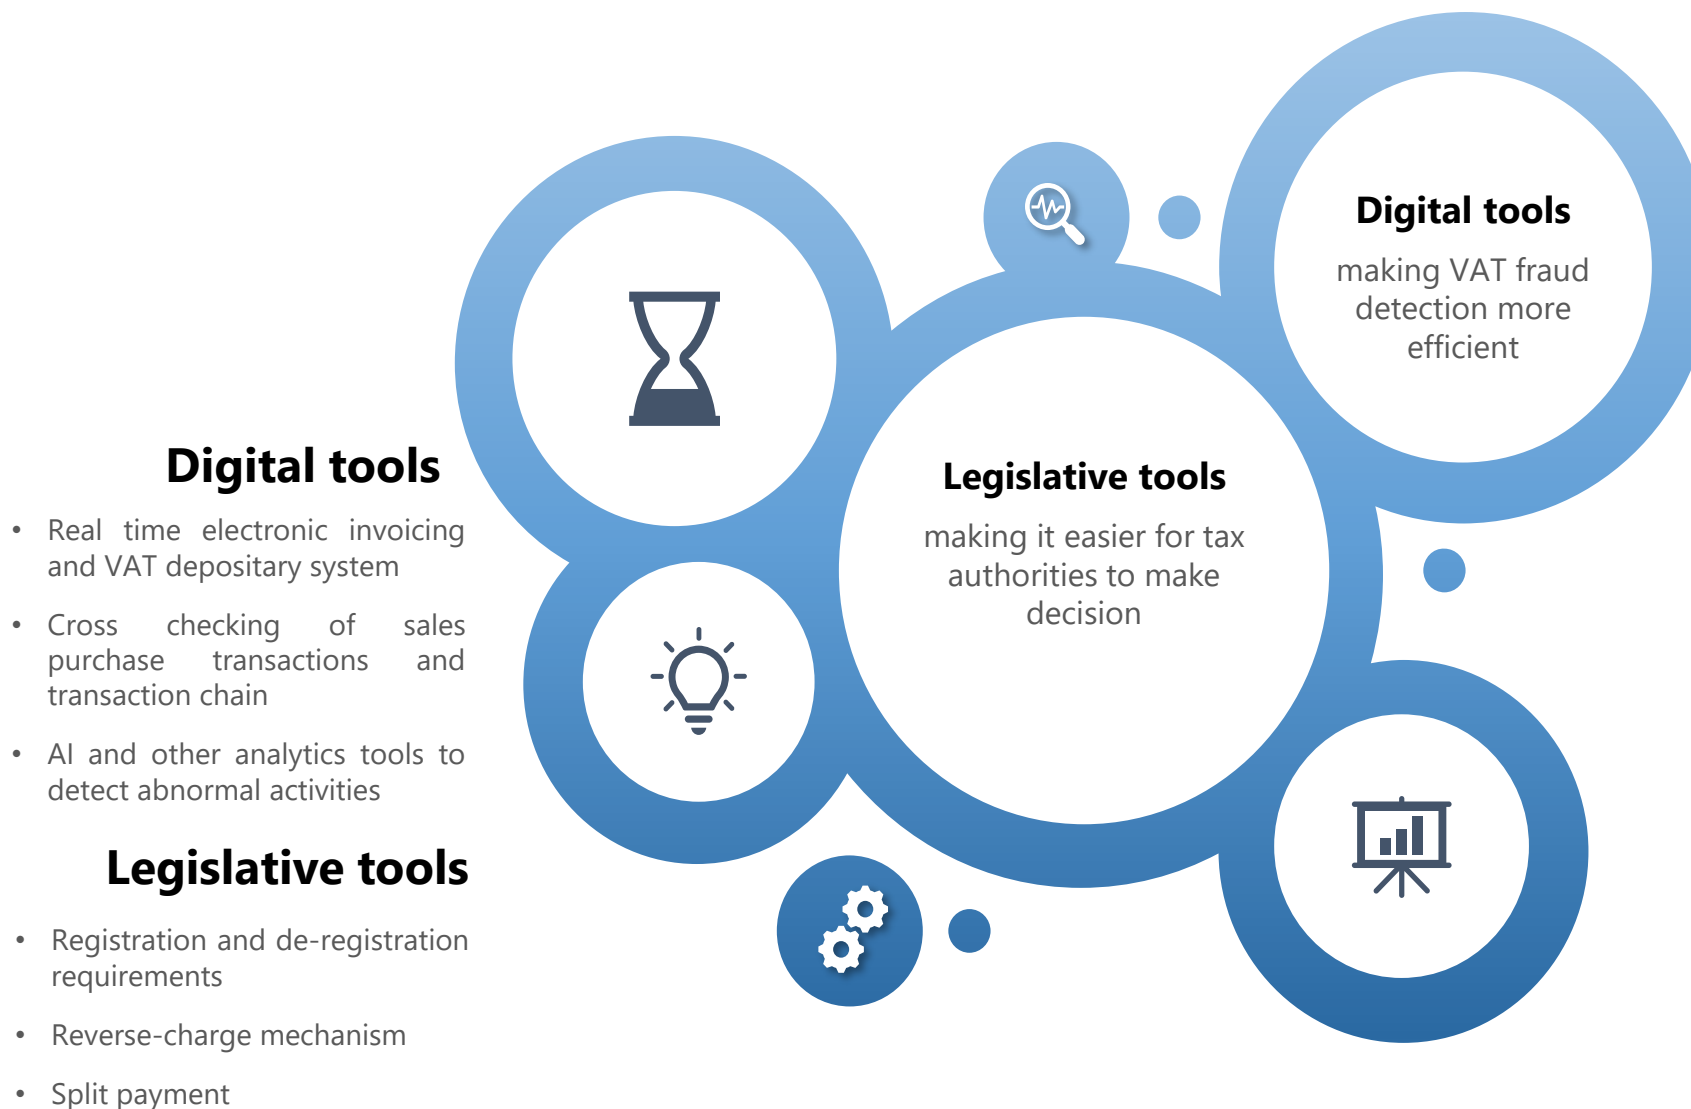 Digital tools
• Real time electronic invoicing
and VAT depositary system
• Cross checking of sales
purchase transactions and
transaction chain
• AI and other analytics tools to
detect abnormal activities
Legislative tools
• Registration and de-registration
requirements
• Reverse-charge mechanism
• Split payment
Legislative tools
making it easier for tax
authorities to make
decision
Digital tools
making VAT fraud
detection more
efficient